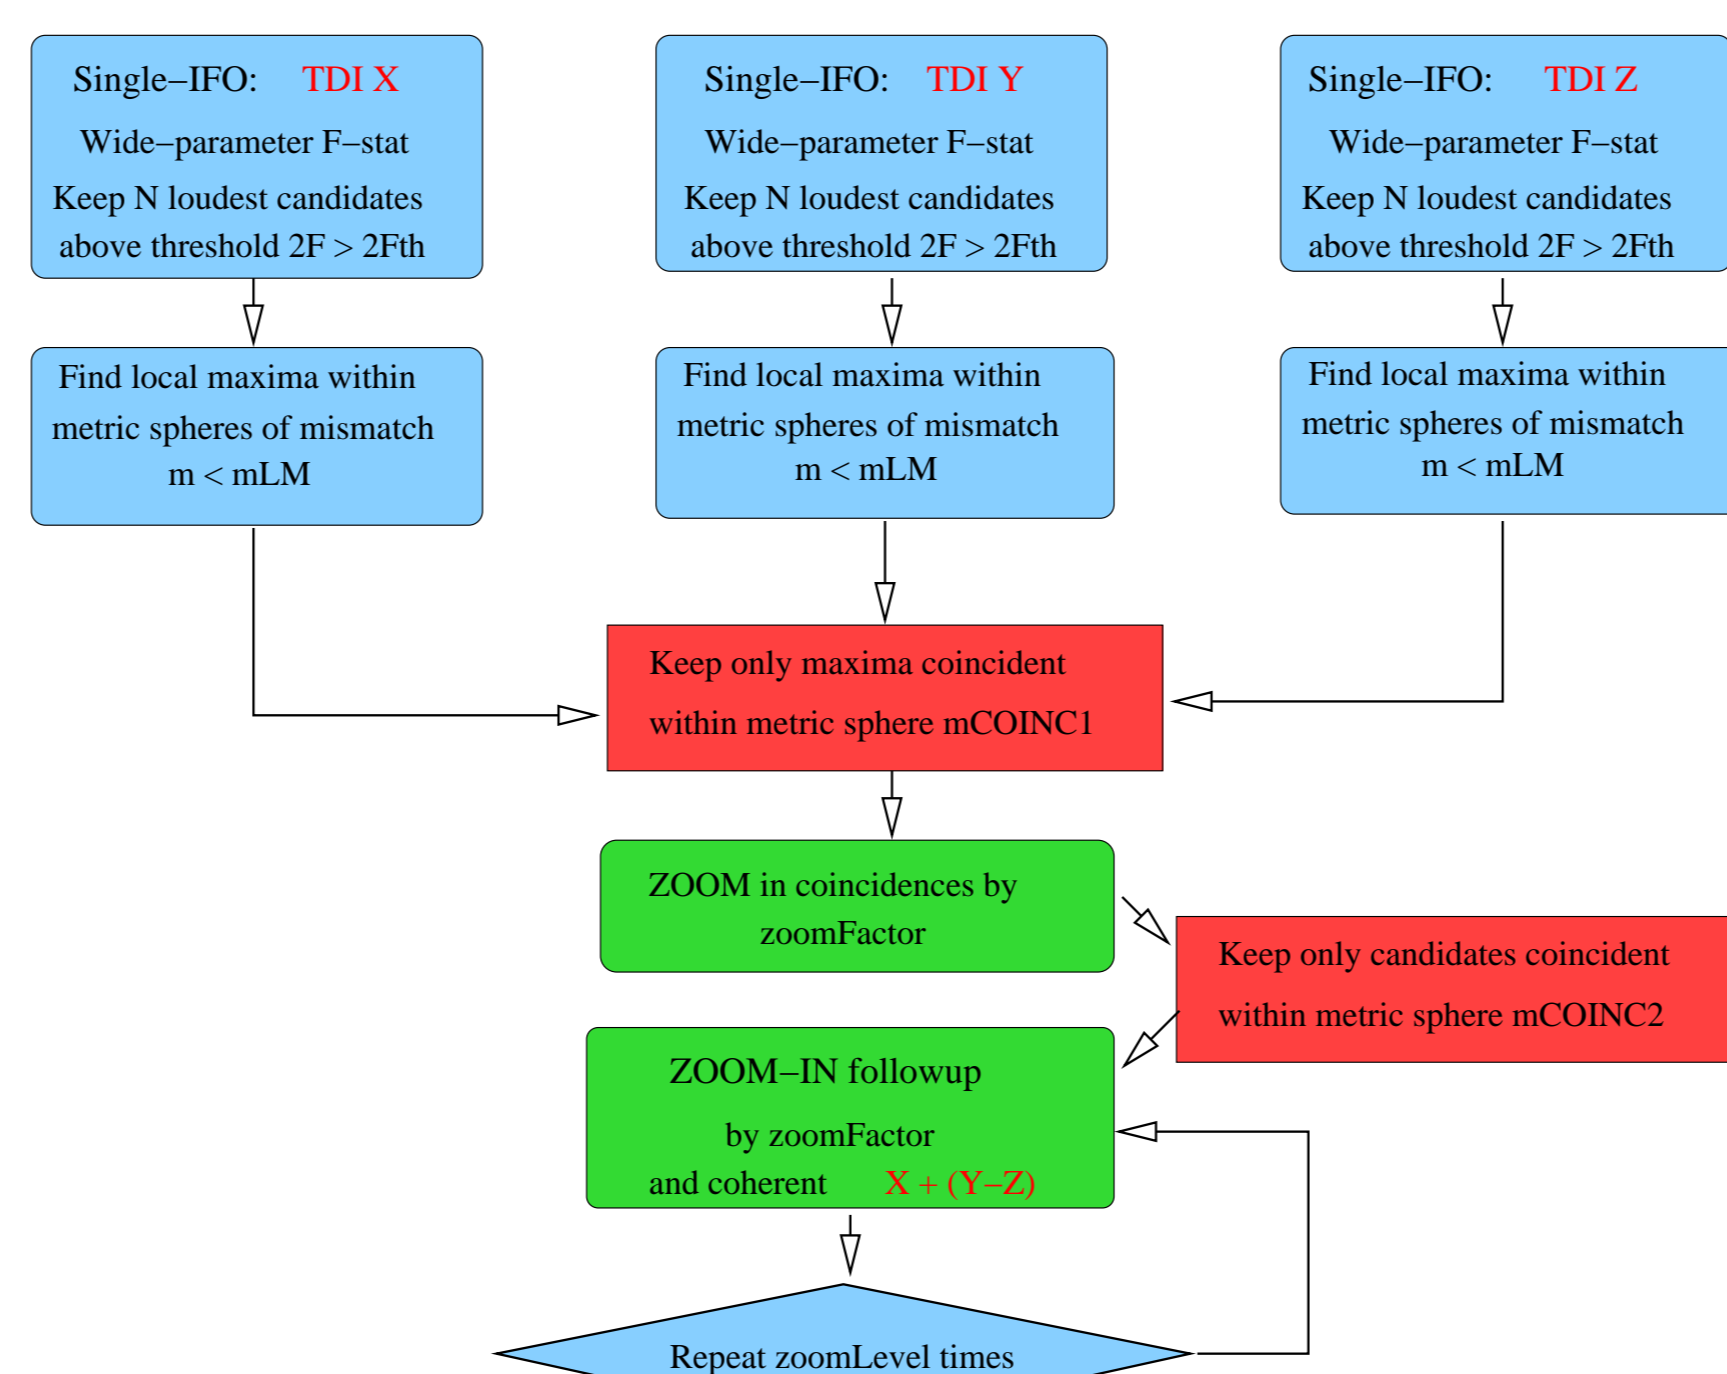 Single−IFO: TDI X
Wide−parameter F−stat
Keep N loudest candidates
above threshold 2F > 2Fth
Single−IFO: TDI Y
Wide−parameter F−stat
Keep N loudest candidates
above threshold 2F > 2Fth
Single−IFO: TDI Z
Wide−parameter F−stat
Keep N loudest candidates
above threshold 2F > 2Fth
Find local maxima within
metric spheres of mismatch
m < mLM
Find local maxima within
metric spheres of mismatch
m < mLM
Find local maxima within
metric spheres of mismatch
m < mLM
Keep only maxima coincident
within metric sphere mCOINC1
ZOOM in coincidences by
zoomFactor
Keep only candidates coincident
within metric sphere mCOINC2
ZOOM−IN followup
by zoomFactor
and coherent X + (Y−Z)
Repeat zoomLevel times